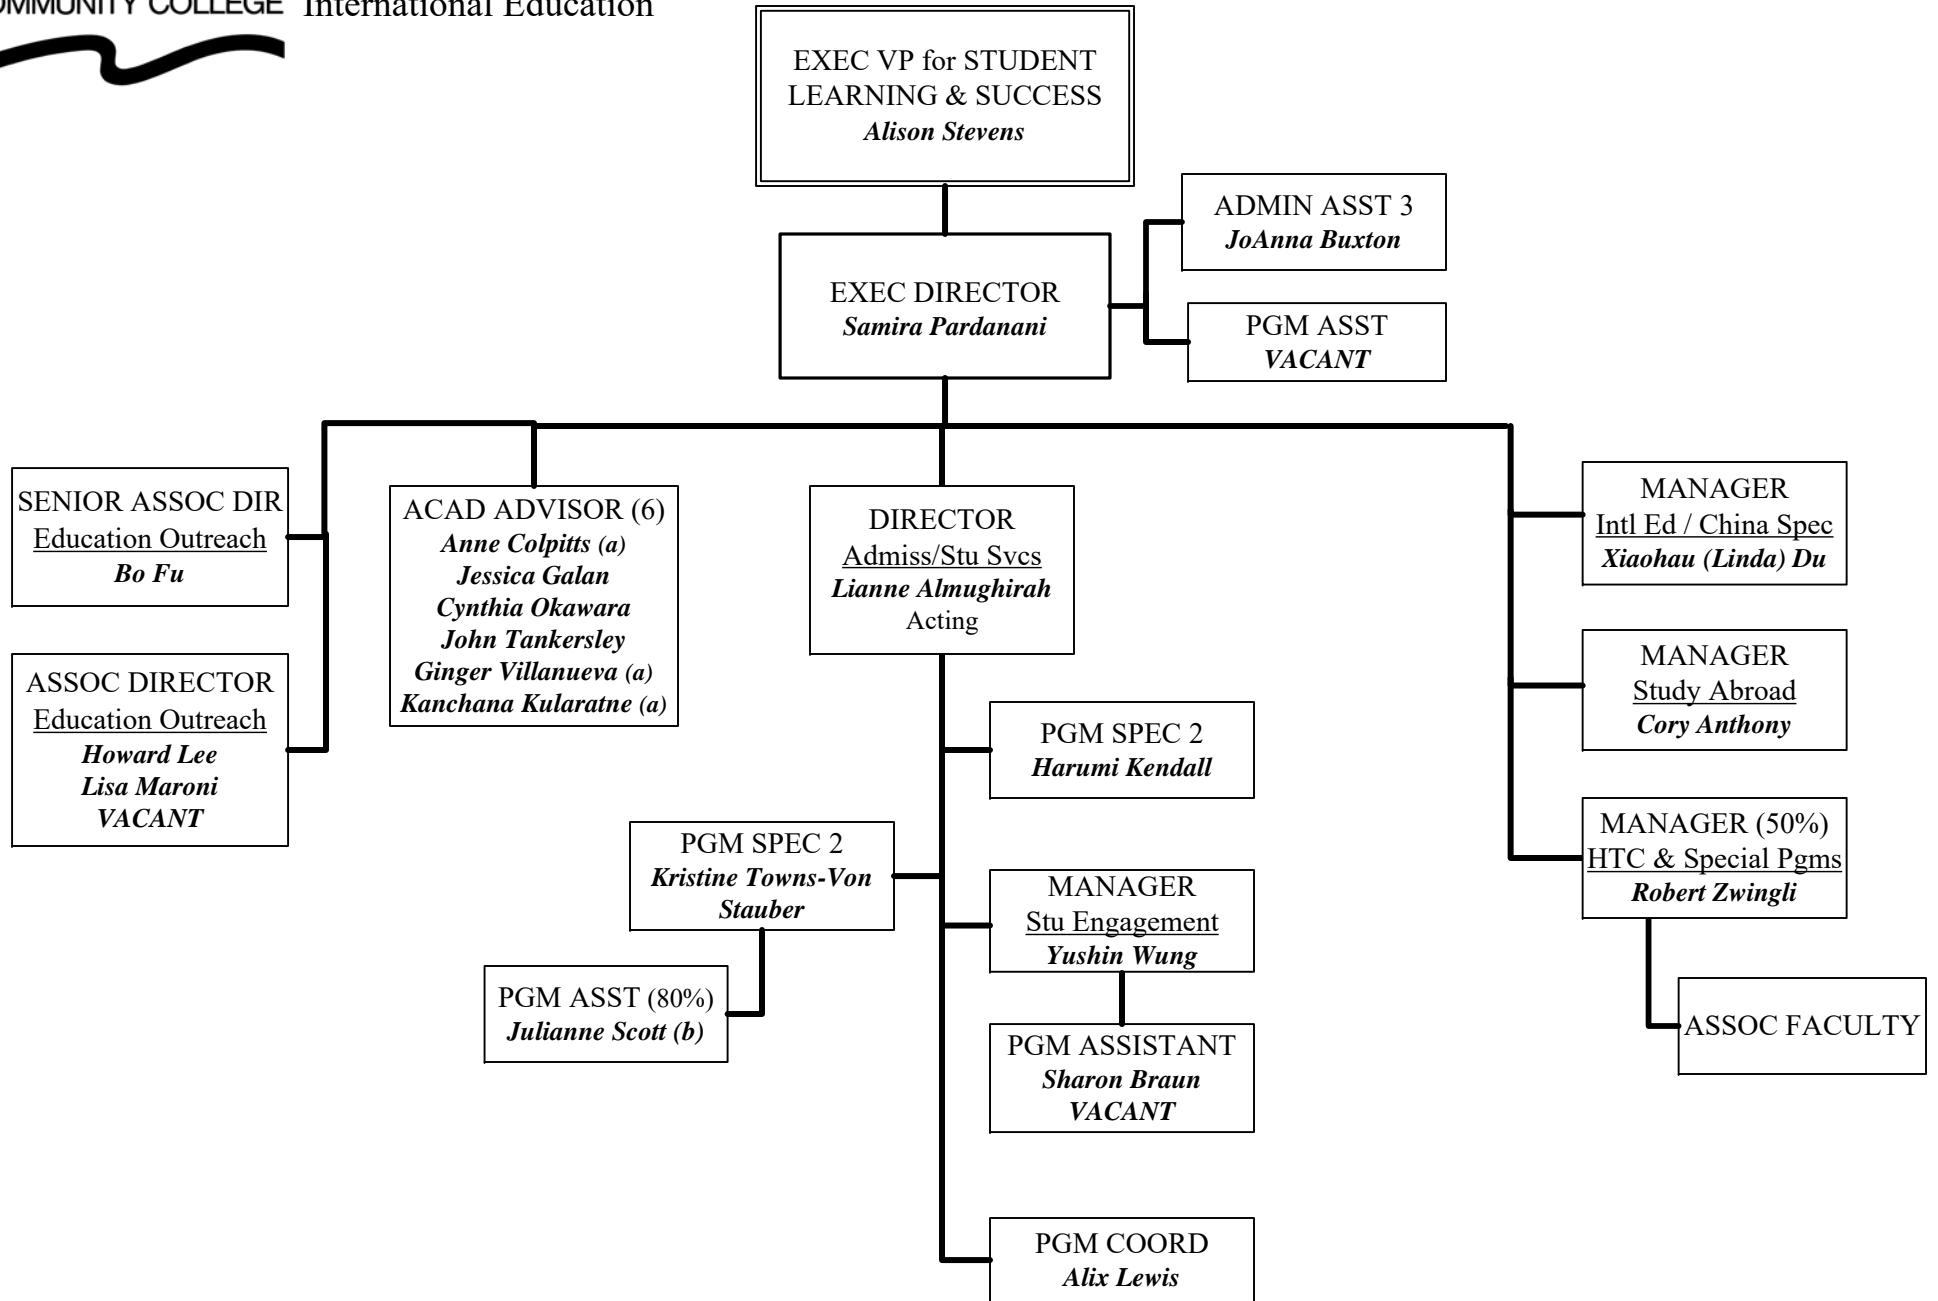 COMMUNITY COLLEGE International Education
EXEC VP for STUDENT
LEARNING & SUCCESS
Alison Stevens
ADMIN ASST 3
JoAnna Buxton
EXEC DIRECTOR
Samira Pardanani
PGM ASST
VACANT
SENIOR ASSOC DIR
Education Outreach
Bo Fu
ASSOC DIRECTOR
Education Outreach
Howard Lee
Lisa Maroni
VACANT
ACAD ADVISOR (6)
Anne Colpitts (a)
Jessica Galan
Cynthia Okawara
John Tankersley
Ginger Villanueva (a)
Kanchana Kularatne (a)
DIRECTOR
Admiss/Stu Svcs
Lianne Almughirah
Acting
PGM SPEC 2
Harumi Kendall
PGM SPEC 2
Kristine Towns-Von
Stauber
PGM ASST (80%)
Julianne Scott (b)
MANAGER
Stu Engagement
Yushin Wung
PGM ASSISTANT
Sharon Braun
VACANT
PGM COORD
Alix Lewis
MANAGER
Intl Ed / China Spec
Xiaohau (Linda) Du
MANAGER
Study Abroad
Cory Anthony
MANAGER (50%)
HTC & Special Pgms
Robert Zwingli
ASSOC FACULTY